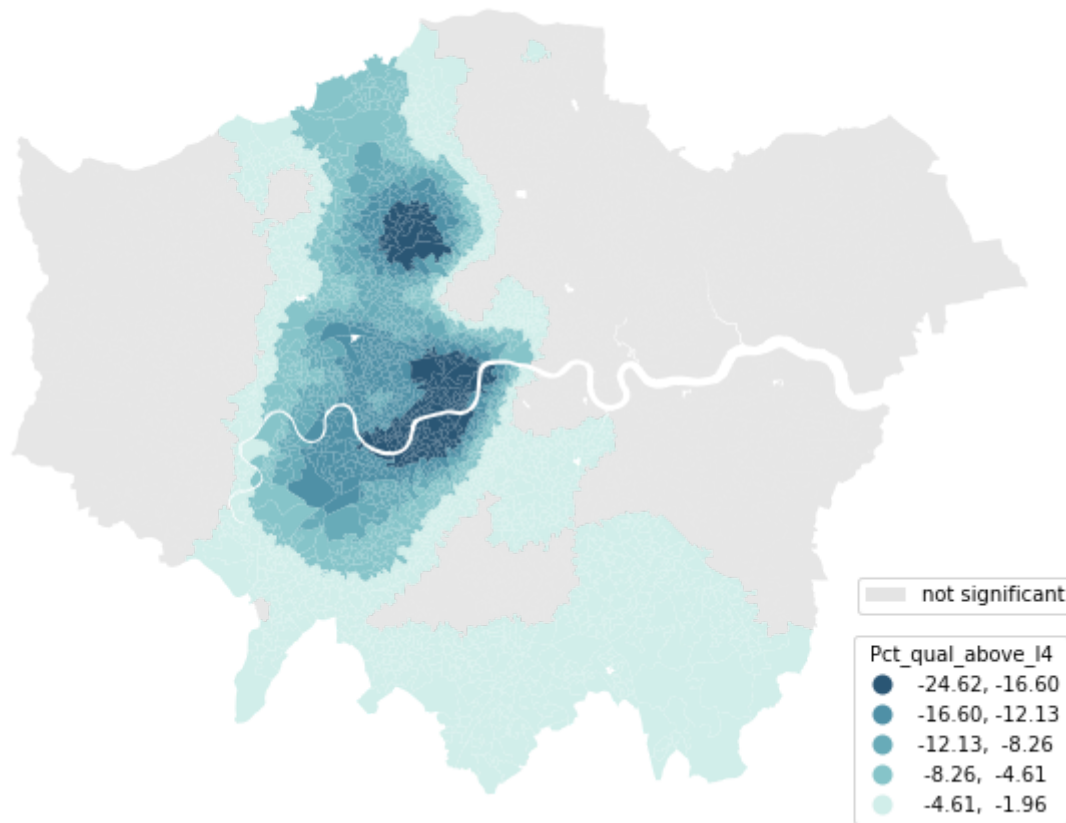 not significant
Pct_qual_above_l4
-24.62, -16.60
-16.60, -12.13
-12.13, -8.26
-8.26, -4.61
-4.61, -1.96